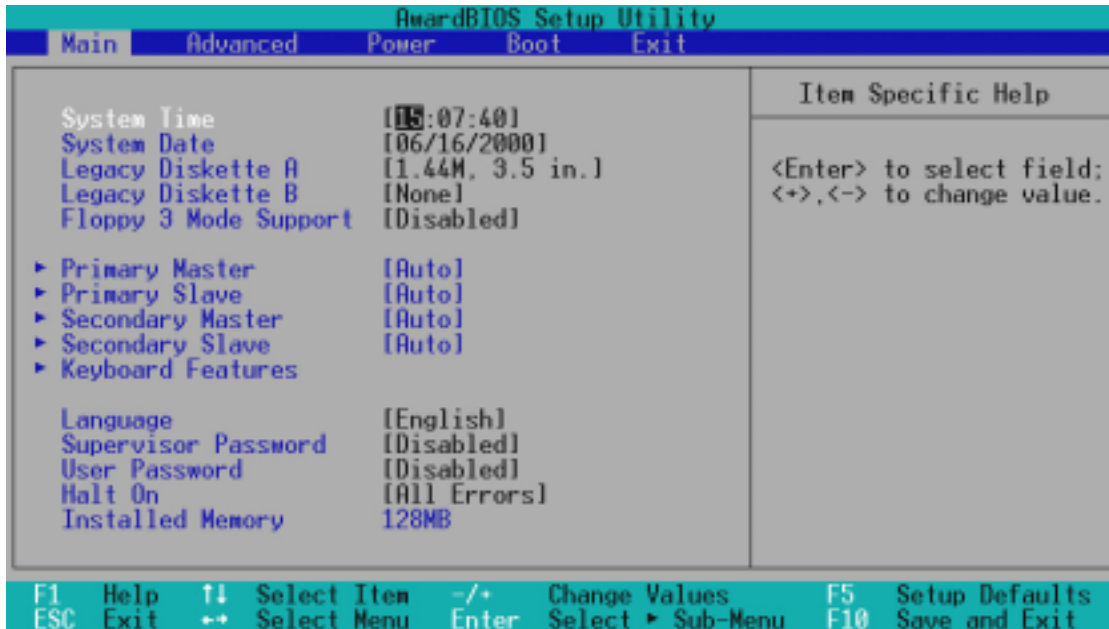 AwardBIOS Setup Utility
Main Advanced Power Boot Exit
Item Specific Help
System Time [15:07:40]
System Date [06/16/2000]
Legacy Diskette A [1.44M, 3.5 in.]
Legacy Diskette B [None]
Floppy 3 Mode Support [Disabled]
<Enter> to select field;
<+>,<-> to change value.
▶ Primary Master [Auto]
▶ Primary Slave [Auto]
▶ Secondary Master [Auto]
▶ Secondary Slave [Auto]
▶ Keyboard Features
Language [English]
Supervisor Password [Disabled]
User Password [Disabled]
Halt On [All Errors]
Installed Memory 128MB
F1 Help ↑↓ Select Item -/+ Change Values F5 Setup Defaults
ESC Exit ←→ Select Menu Enter Select ▶ Sub-Menu F10 Save and Exit